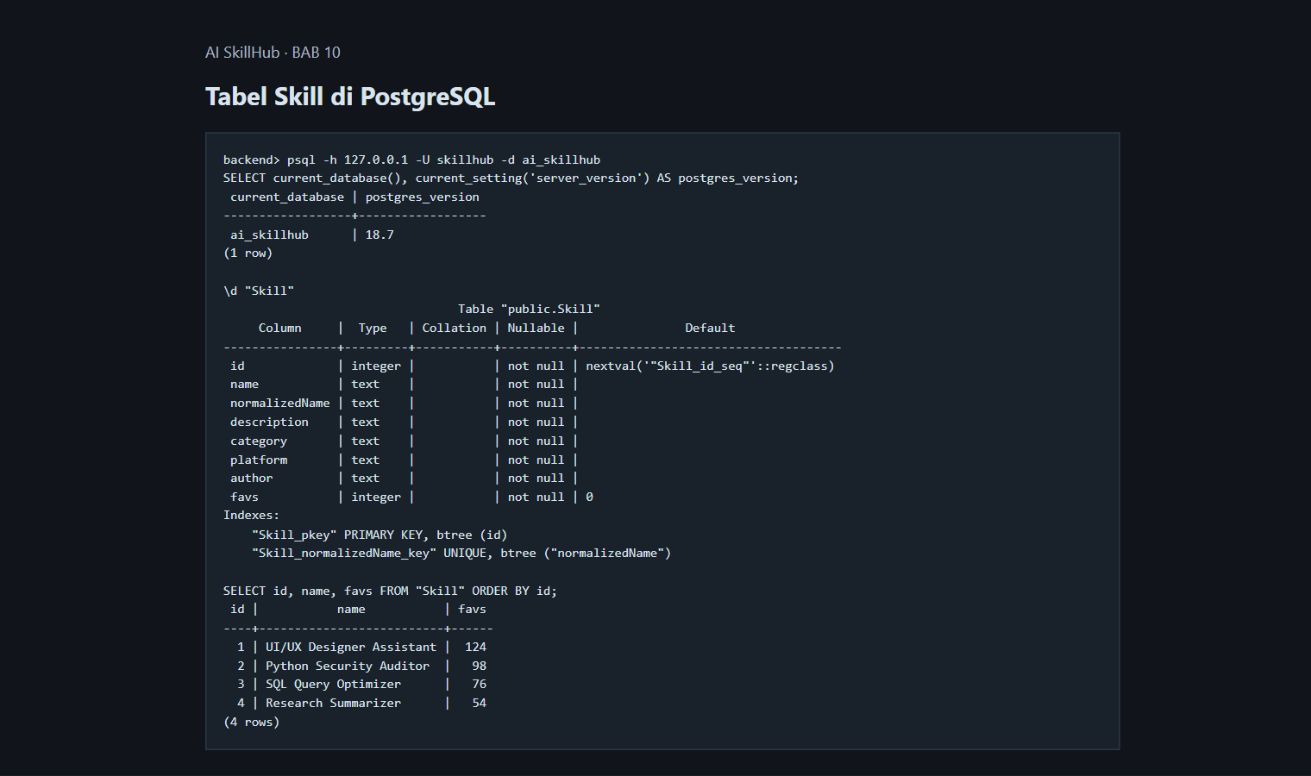 AI SkillHub · BAB 10
Tabel Skill di PostgreSQL
backend> psql -h 127.0.0.1 -U skillhub -d ai_skillhub
SELECT current_database(), current_setting('server_version') AS postgres_version;
 current_database | postgres_version
------------------+------------------
 ai_skillhub      | 18.7
(1 row)

\d "Skill"
                                 Table "public.Skill"
     Column     |  Type   | Collation | Nullable |               Default
----------------+---------+-----------+----------+-------------------------------------
 id             | integer |           | not null | nextval('"Skill_id_seq"'::regclass)
 name           | text    |           | not null |
 normalizedName | text    |           | not null |
 description    | text    |           | not null |
 category       | text    |           | not null |
 platform       | text    |           | not null |
 author         | text    |           | not null |
 favs           | integer |           | not null | 0
Indexes:
    "Skill_pkey" PRIMARY KEY, btree (id)
    "Skill_normalizedName_key" UNIQUE, btree ("normalizedName")

SELECT id, name, favs FROM "Skill" ORDER BY id;
 id |           name           | favs
----+--------------------------+------
  1 | UI/UX Designer Assistant |  124
  2 | Python Security Auditor  |   98
  3 | SQL Query Optimizer      |   76
  4 | Research Summarizer      |   54
(4 rows)